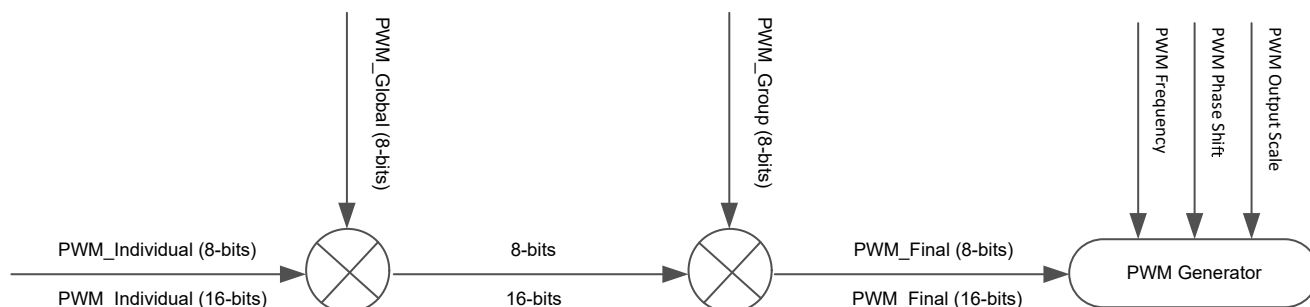 PWM_Global (8-bits)
PWM_Group (8-bits)
PWM Frequency
PWM Phase Shift
PWM Output Scale
PWM_Individual (8-bits)
8-bits
PWM_Final (8-bits)
PWM Generator
PWM_Individual (16-bits)
16-bits
PWM_Final (16-bits)